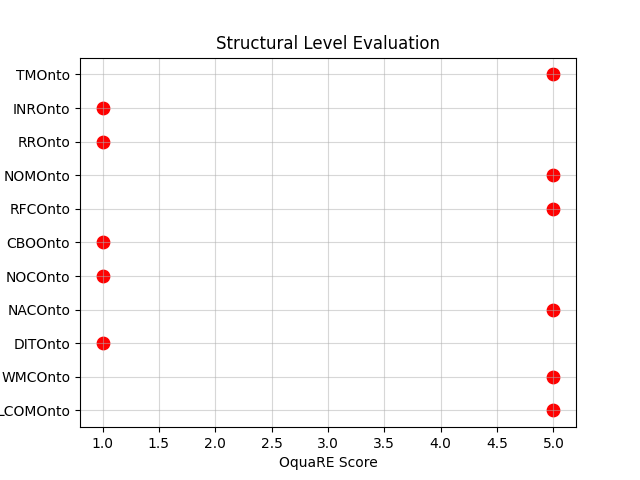 Structural Level Evaluation
TMOnto
INROnto
RROnto
NOMOnto
RFCOnto
CBOOnto
NOCOnto
NACOnto
DITOnto
WMCOnto
LCOMOnto
1.0 1.5 2.0 2.5 3.0 3.5 4.0 4.5 5.0
OquaRE Score